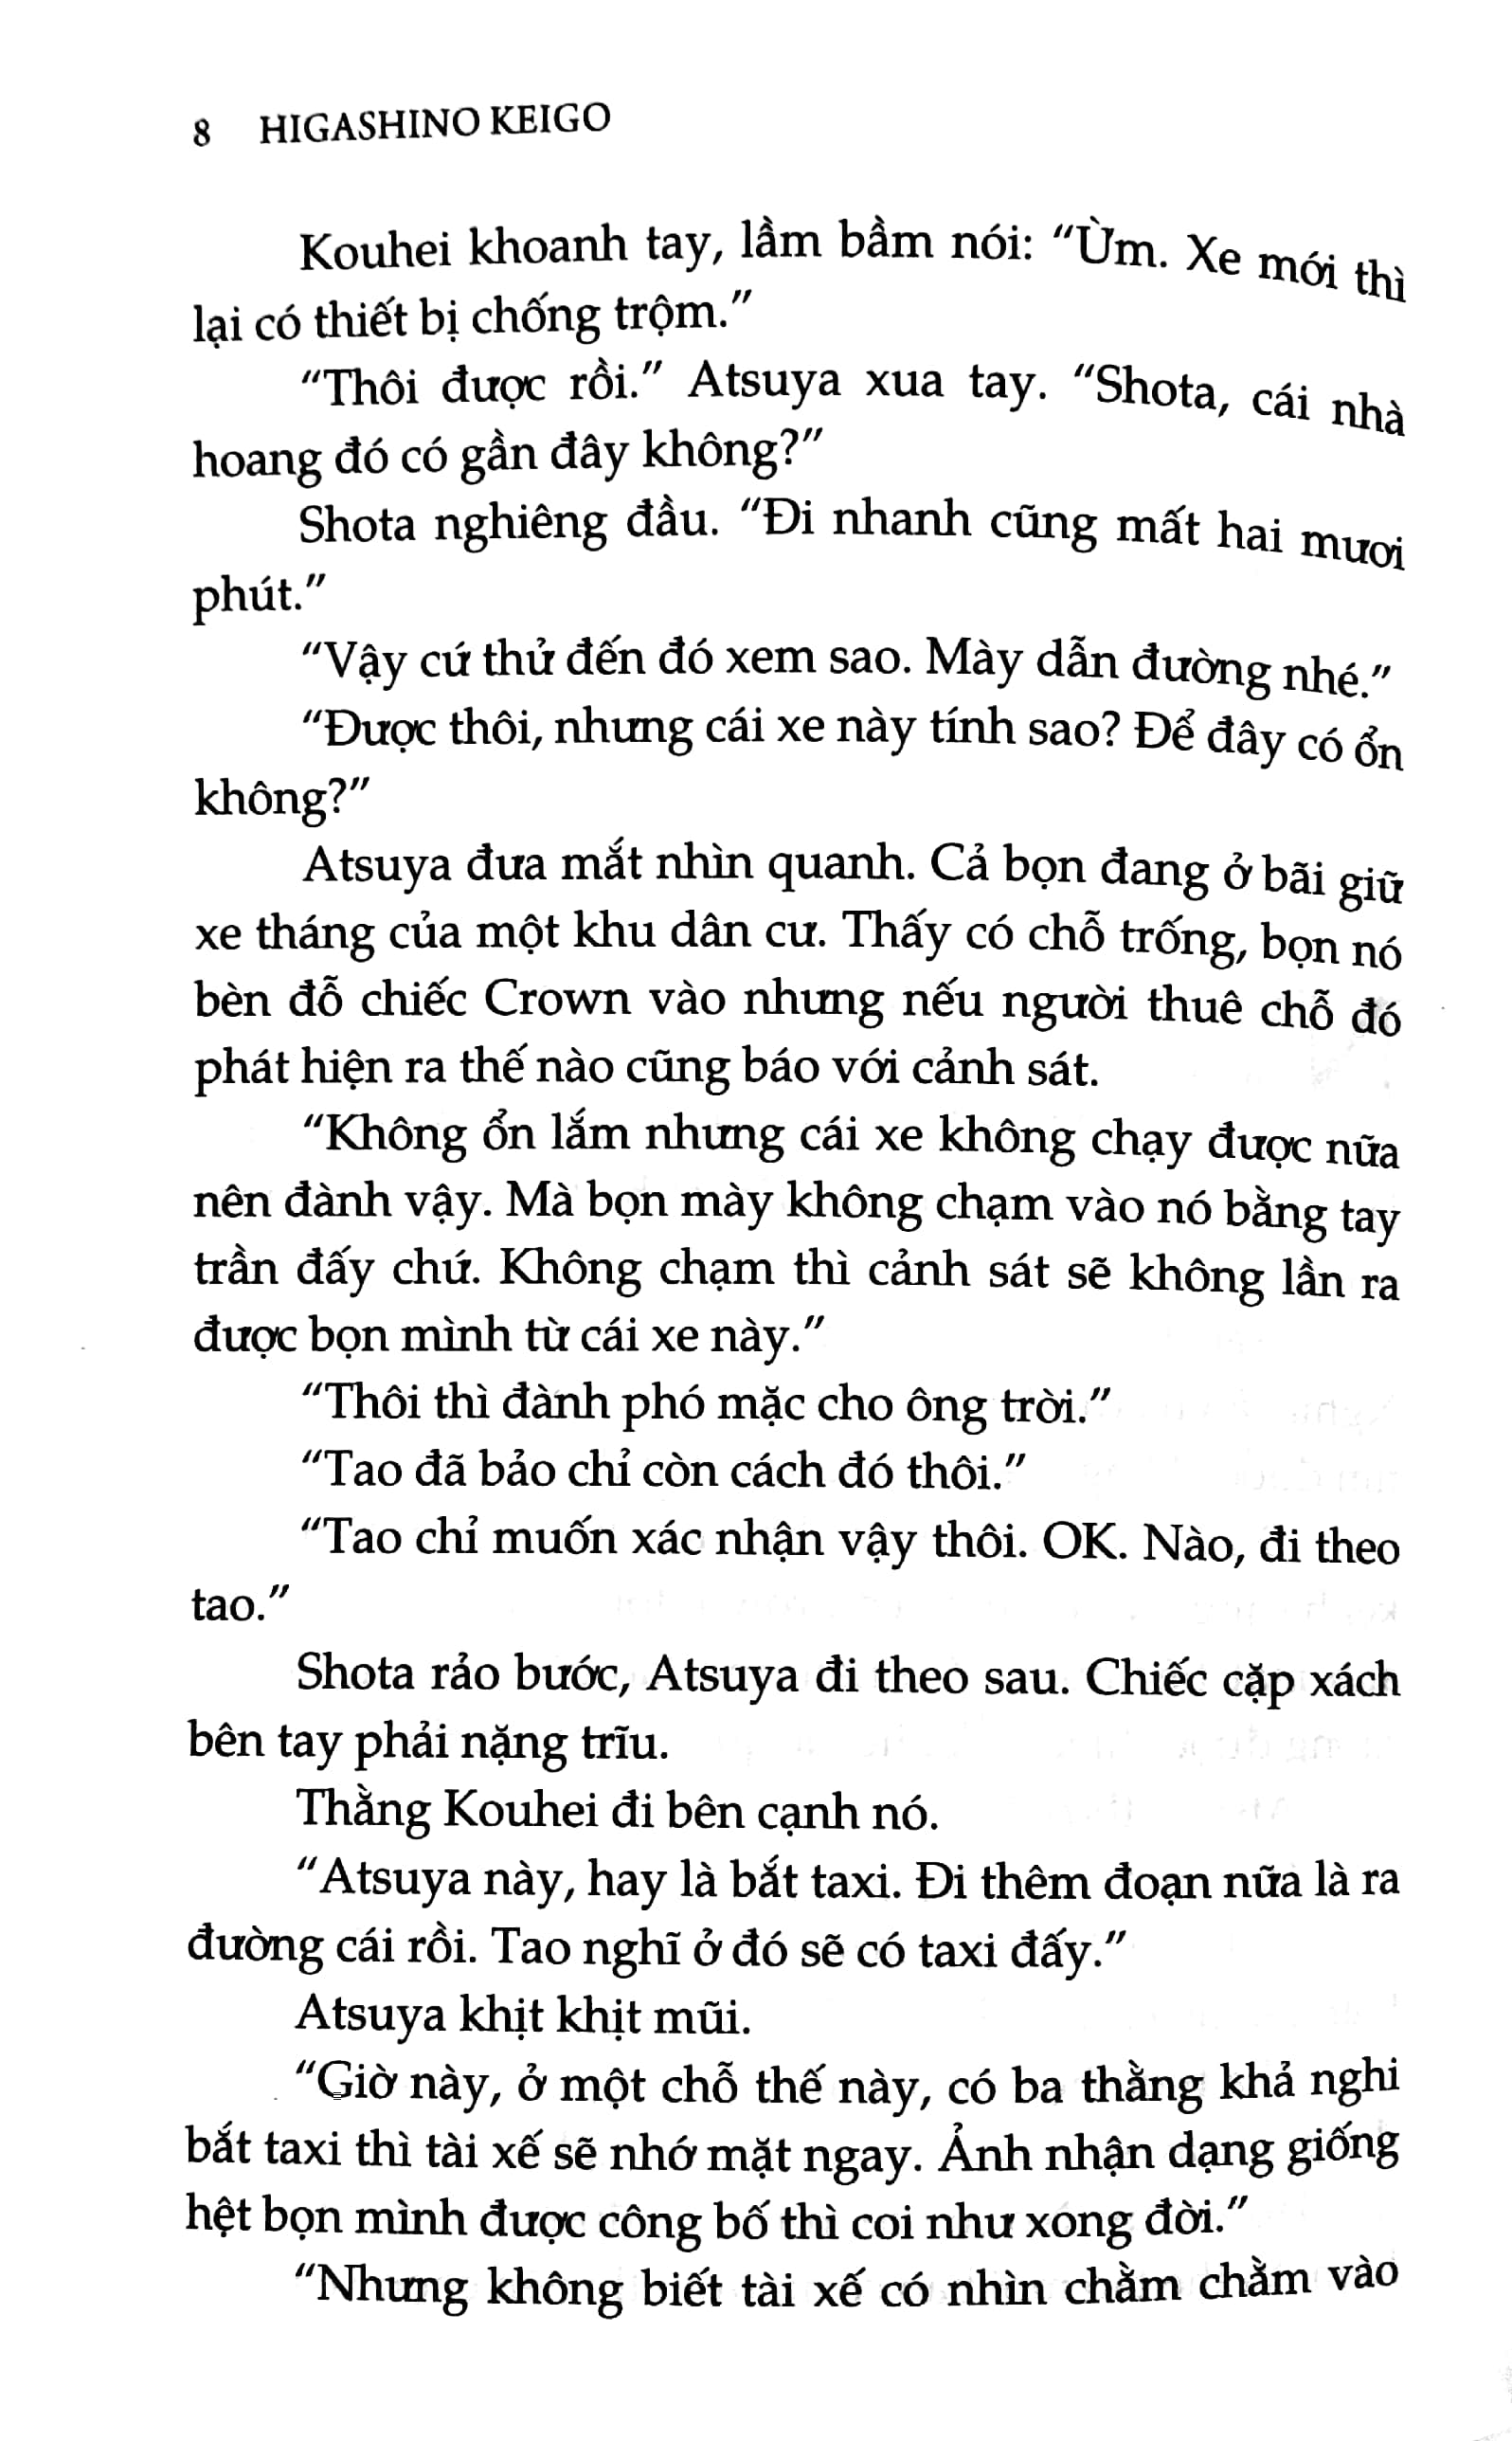 8 HIGASHINO KEIGO
Kouhei khoanh tay, lầm bầm nói: “Ừm. Xe mới thì
lại có thiết bị chống trộm.”
“Thôi được rồi.” Atsuya xua tay. “Shota, cái nhà
hoang đó có gần đây không?”
Shota nghiêng đầu. “Đi nhanh cũng mất hai mươi
phút.”
“Vậy cứ thử đến đó xem sao. Mày dẫn đường nhé.”
“Được thôi, nhưng cái xe này tính sao? Để đây có ổn
không?”
Atsuya đưa mắt nhìn quanh. Cả bọn đang ở bãi giữ
xe tháng của một khu dân cư. Thấy có chỗ trống, bọn nó
bèn đỗ chiếc Crown vào nhưng nếu người thuê chỗ đó
phát hiện ra thế nào cũng báo với cảnh sát.
“Không ổn lắm nhưng cái xe không chạy được nữa
nên đành vậy. Mà bọn mày không chạm vào nó bằng tay
trần đấy chứ. Không chạm thì cảnh sát sẽ không lần ra
được bọn mình từ cái xe này.”
“Thôi thì đành phó mặc cho ông trời.”
“Tao đã bảo chỉ còn cách đó thôi.”
“Tao chỉ muốn xác nhận vậy thôi. OK. Nào, đi theo
tao.”
Shota rảo bước, Atsuya đi theo sau. Chiếc cặp xách
bên tay phải nặng trĩu.
Thằng Kouhei đi bên cạnh nó.
“Atsuya này, hay là bắt taxi. Đi thêm đoạn nữa là ra
đường cái rồi. Tao nghĩ ở đó sẽ có taxi đấy.”
Atsuya khịt khịt mũi.
“Giờ này, ở một chỗ thế này, có ba thằng khả nghi
bắt taxi thì tài xế sẽ nhớ mặt ngay. Ảnh nhận dạng giống
hệt bọn mình được công bố thì coi như xong đời.”
“Nhưng không biết tài xế có nhìn chằm chằm vào